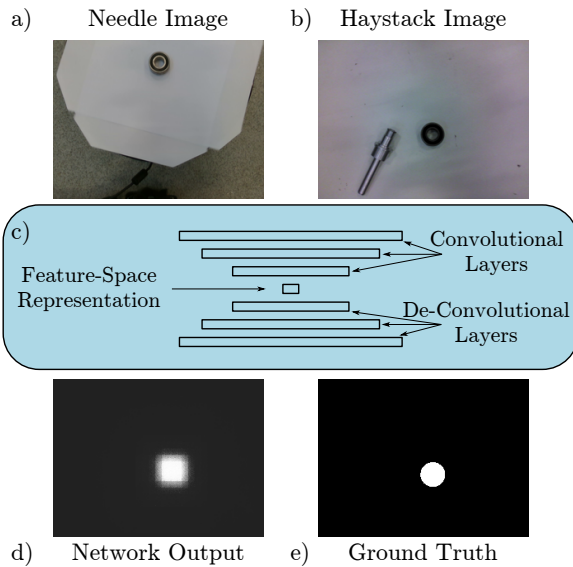 a) Needle Image
b) Haystack Image
c)
Convolutional
Layers
Feature-Space
Representation
De-Convolutional
Layers
d) Network Output
e) Ground Truth